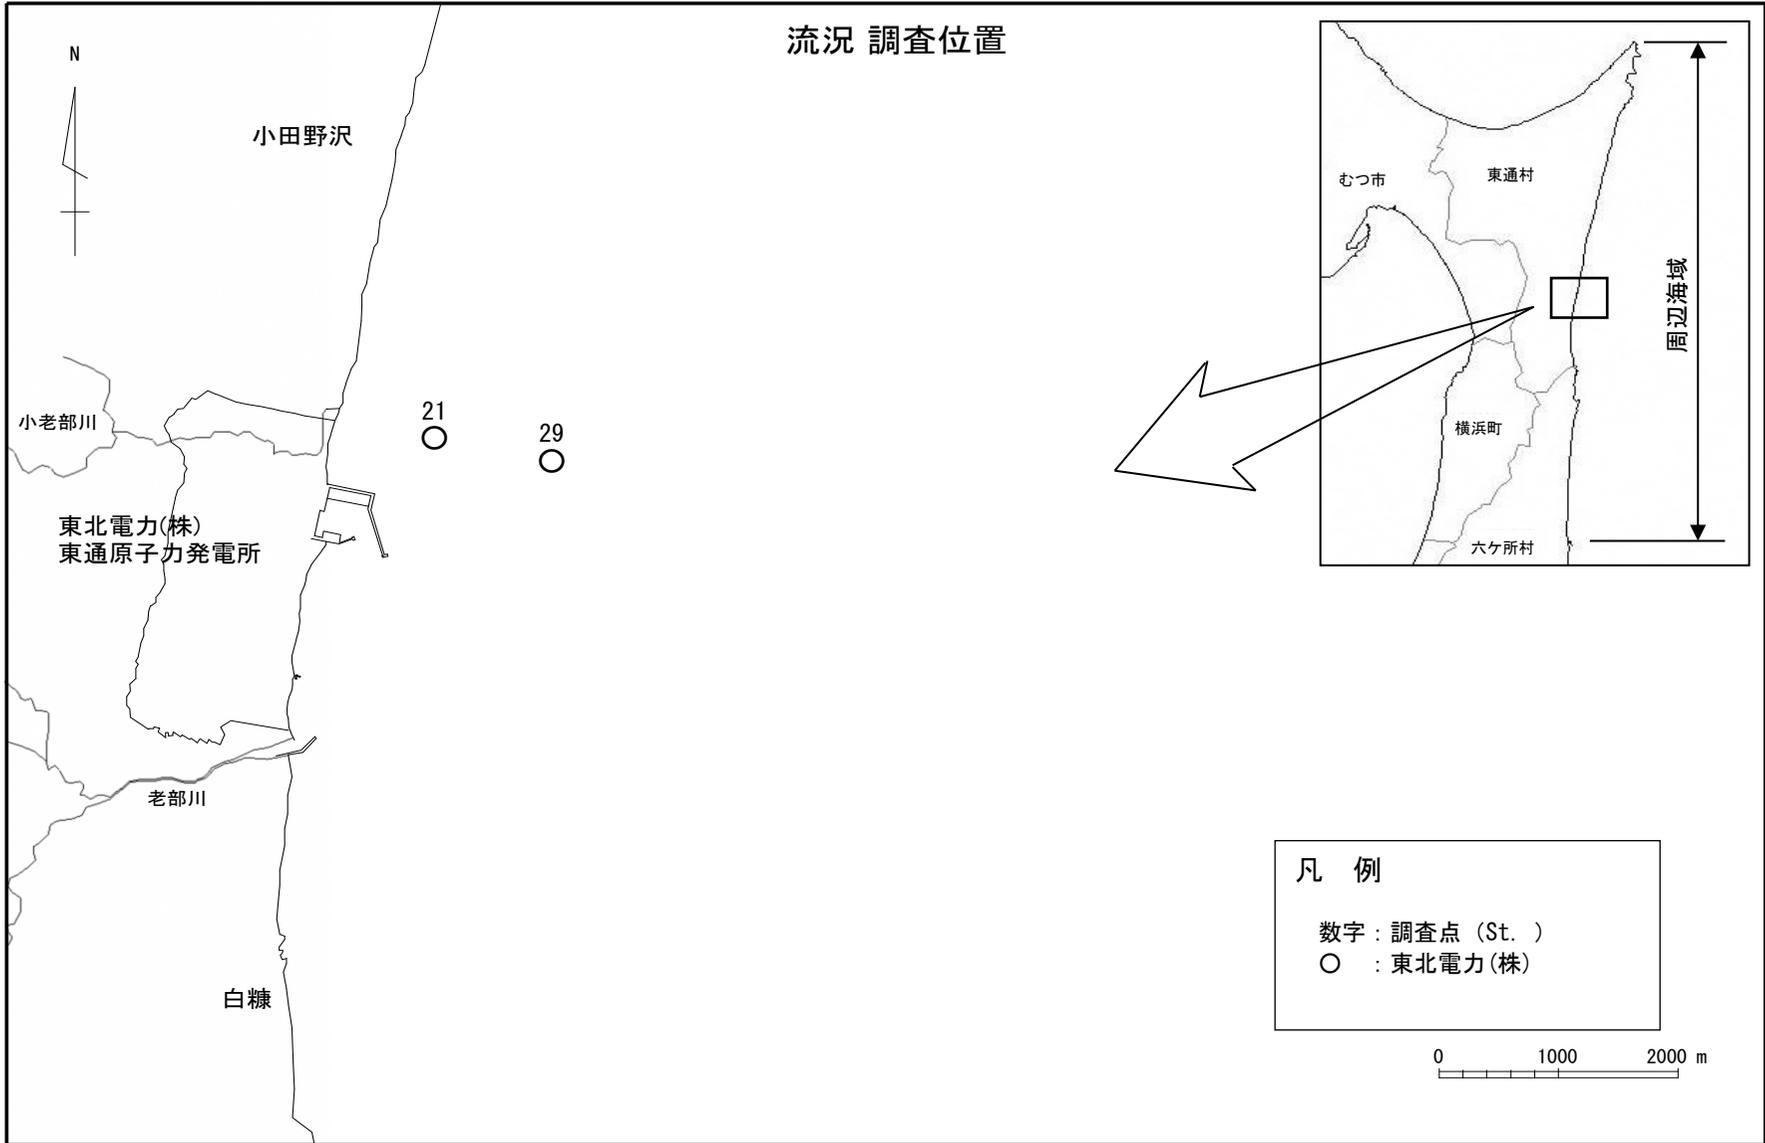 流況 調査位置
N
小田野沢
小老部川
21
29
東北電力(株)
東通原子力発電所
老部川
白糠
むつ市
東通村
周辺海域
横浜町
六ケ所村
凡 例
数字 : 調査点 (St. )
○ : 東北電力(株)
0 1000 2000 m